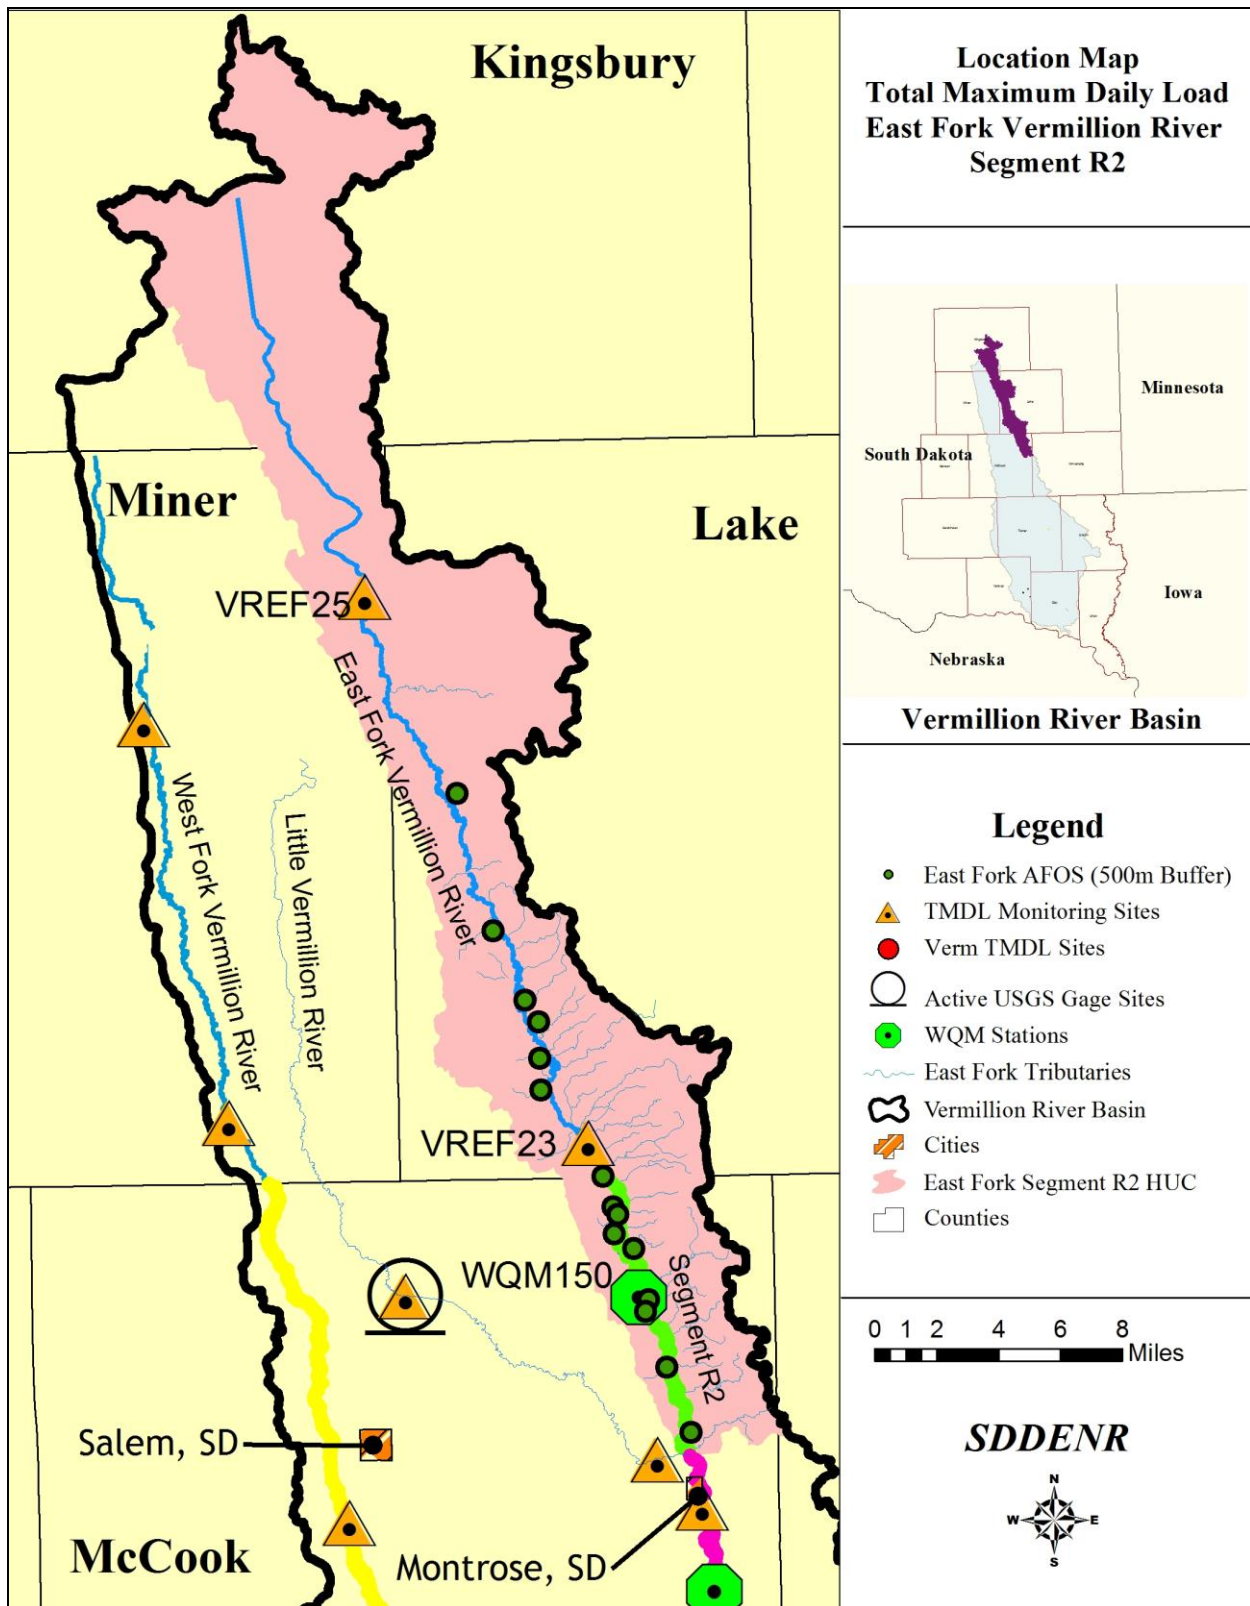 Kingsbury
Miner
Lake
VREF25
East Fork Vermillion River
West Fork Vermillion River
Little Vermillion River
VREF23
WQM150
Segment R2
Salem, SD
McCook
Montrose, SD
Location Map
Total Maximum Daily Load
East Fork Vermillion River
Segment R2
Minnesota
South Dakota
Iowa
Nebraska
Vermillion River Basin
Legend
East Fork AFOS (500m Buffer)
TMDL Monitoring Sites
Verm TMDL Sites
Active USGS Gage Sites
WQM Stations
East Fork Tributaries
Vermillion River Basin
Cities
East Fork Segment R2 HUC
Counties
0 1 2 4 6 8
Miles
SDDENR
N
W E
S